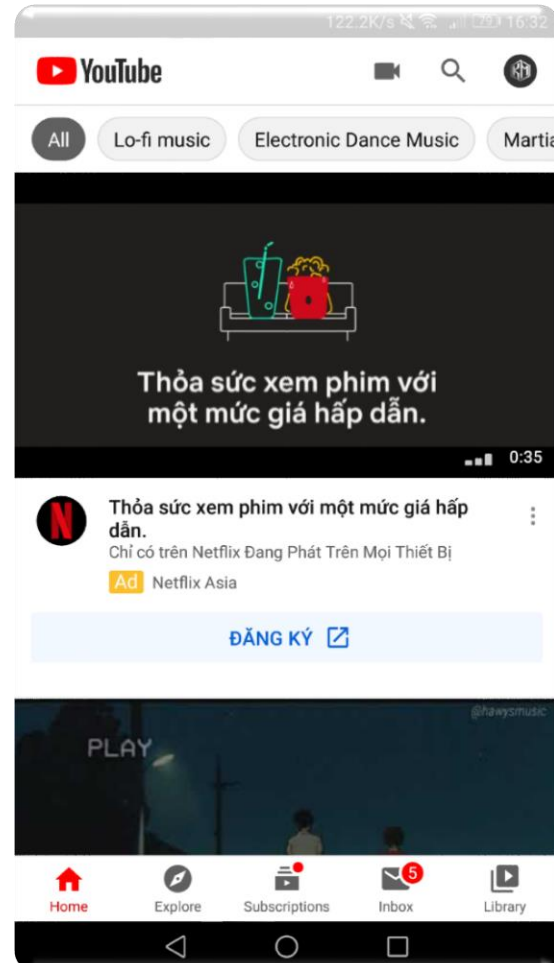 122.2K/s 79 16:32
YouTube
All Lo-fi music Electronic Dance Music Martia
Thỏa sức xem phim với
một mức giá hấp dẫn.
0:35
N
Thỏa sức xem phim với một mức giá hấp
dẫn.
Chỉ có trên Netflix Đang Phát Trên Mọi Thiết Bị
Ad Netflix Asia
ĐĂNG KÝ
@hawysmusic
PLAY
5
Home Explore Subscriptions Inbox Library